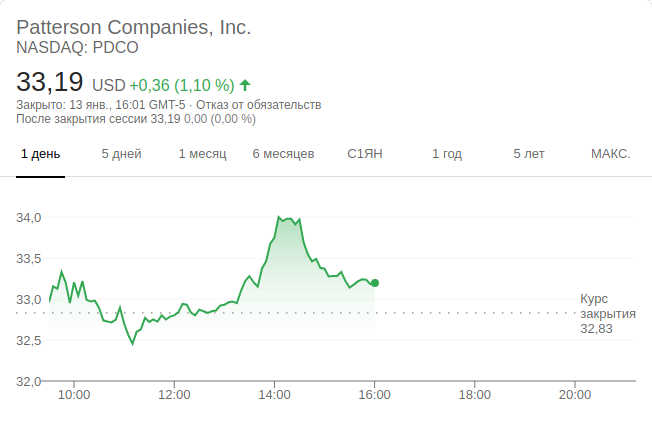 Patterson Companies, Inc.
NASDAQ: PDCO
33,19 USD +0,36 (1,10 %)
Закрыто: 13 янв., 16:01 GMT-5 · Отказ от обязательств
После закрытия сессии 33,19 0,00 (0,00 %)
1 день 5 дней 1 месяц 6 месяцев С1ЯН 1 год 5 лет МАКС.
34,0
33,5
33,0
32,5
32,0
Курс
закрытия
32,83
10:00 12:00 14:00 16:00 18:00 20:00